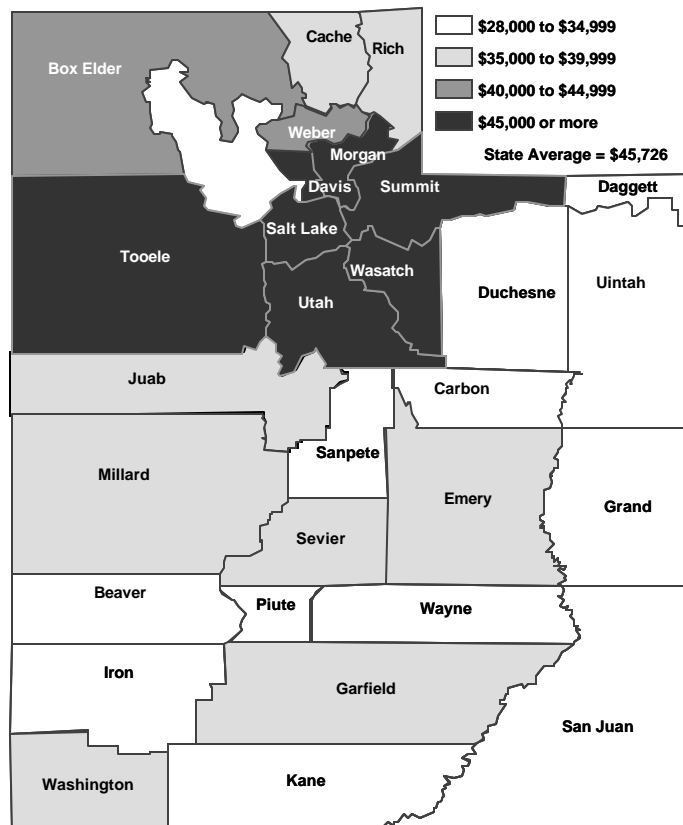 Cache
Rich
Box Elder
$28,000 to $34,999
$35,000 to $39,999
$40,000 to $44,999
$45,000 or more
State Average = $45,726
Weber
Morgan
Davis
Summit
Daggett
Salt Lake
Tooele
Wasatch
Utah
Duchesne
Uintah
Juab
Carbon
Sanpete
Millard
Emery
Grand
Sevier
Beaver
Piute
Wayne
Iron
Garfield
San Juan
Washington
Kane